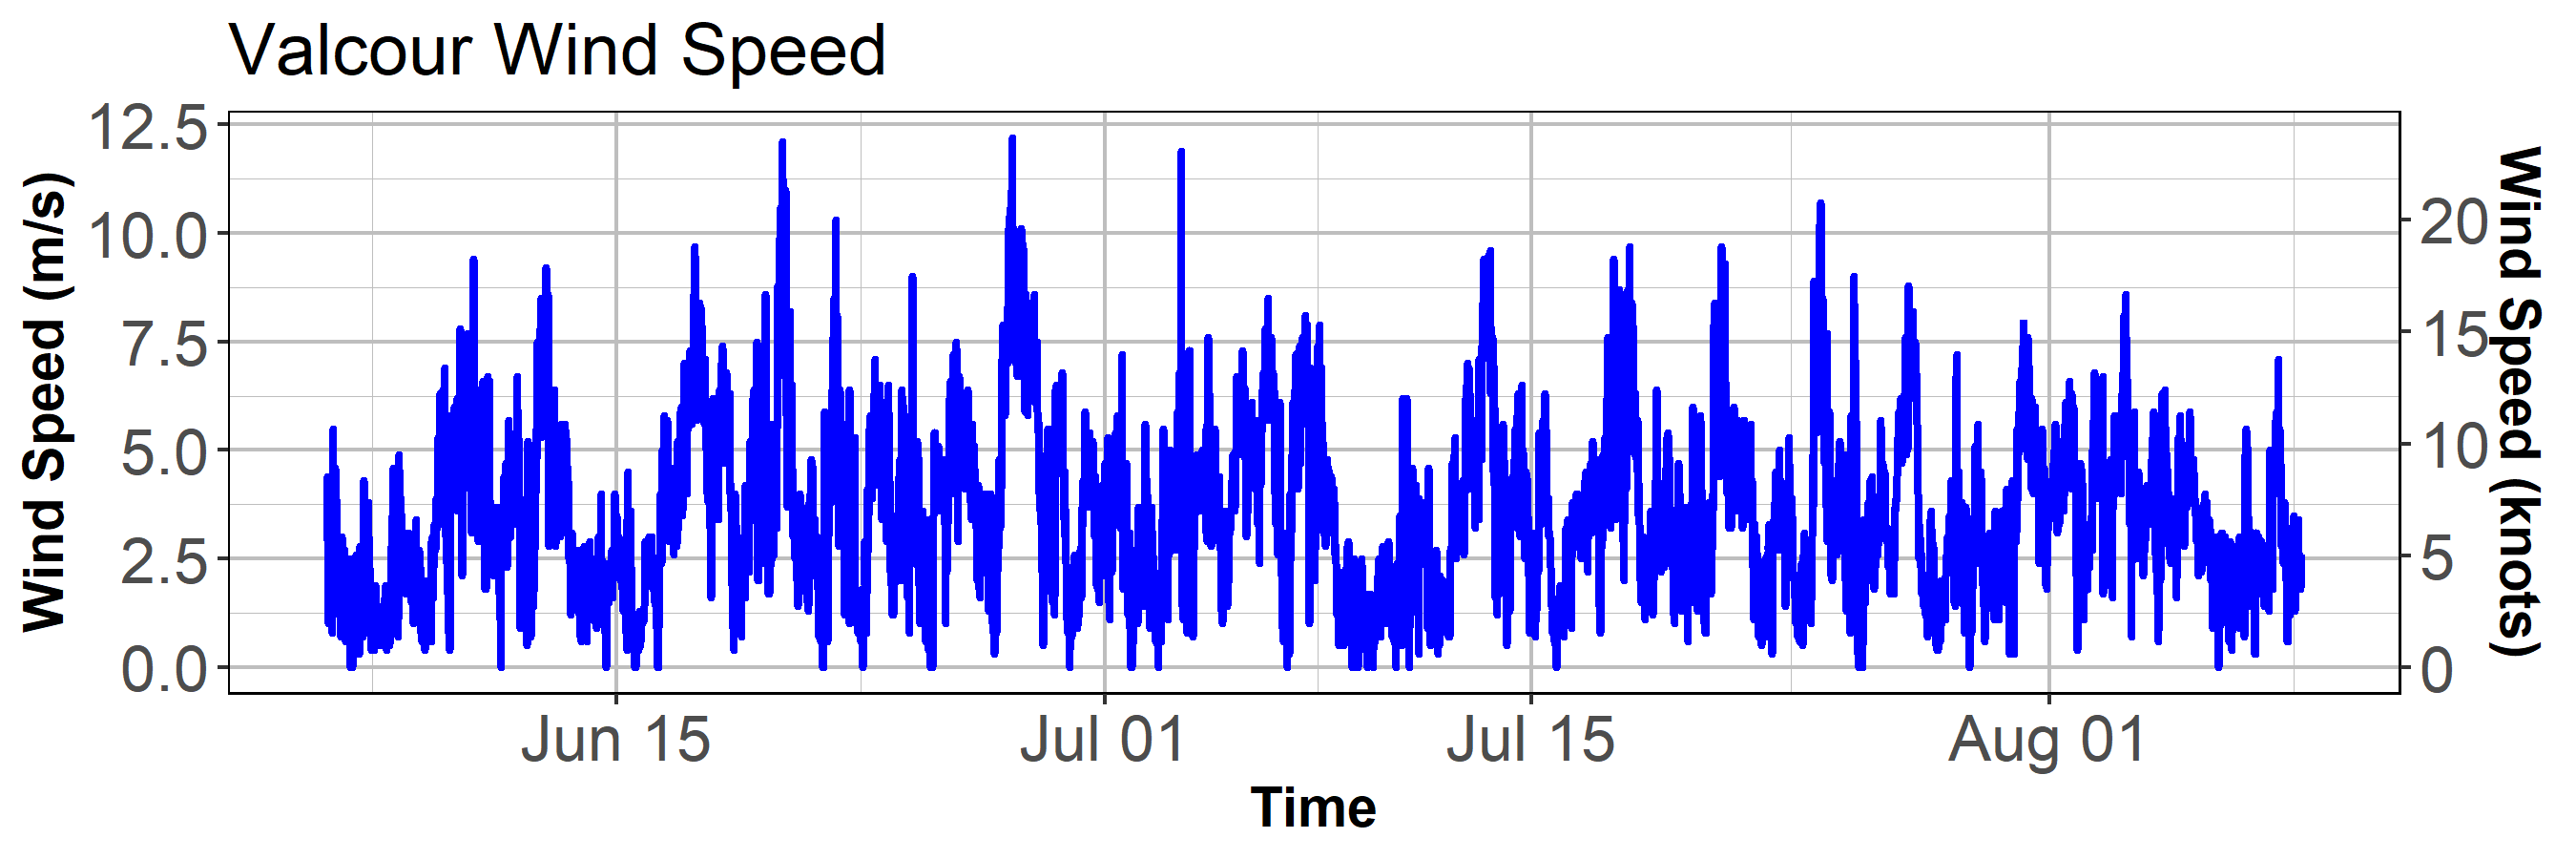 Valcour Wind Speed
Wind Speed (m/s)
12.5
10.0
7.5
5.0
2.5
0.0
20
15
10
5
0
Wind Speed (knots)
Jun 15
Jul 01
Jul 15
Aug 01
Time